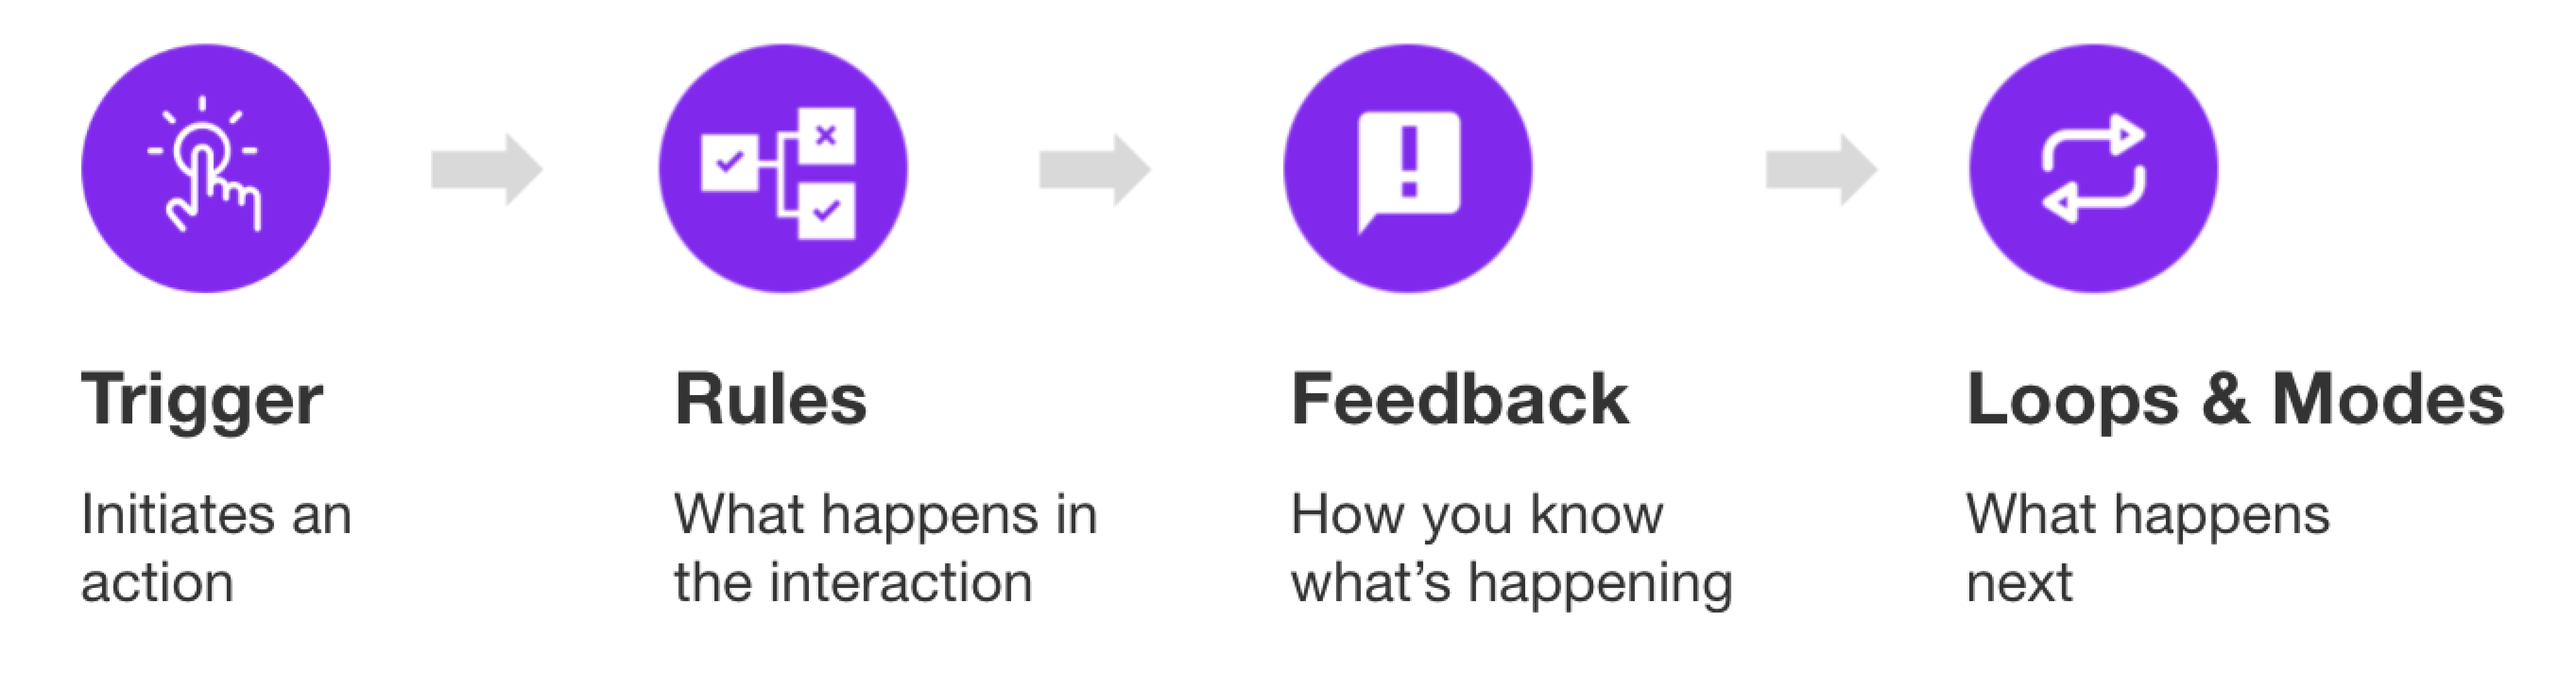 Trigger
Initiates an
action
Rules
What happens in
the interaction
Feedback
How you know
what’s happening
Loops & Modes
What happens
next